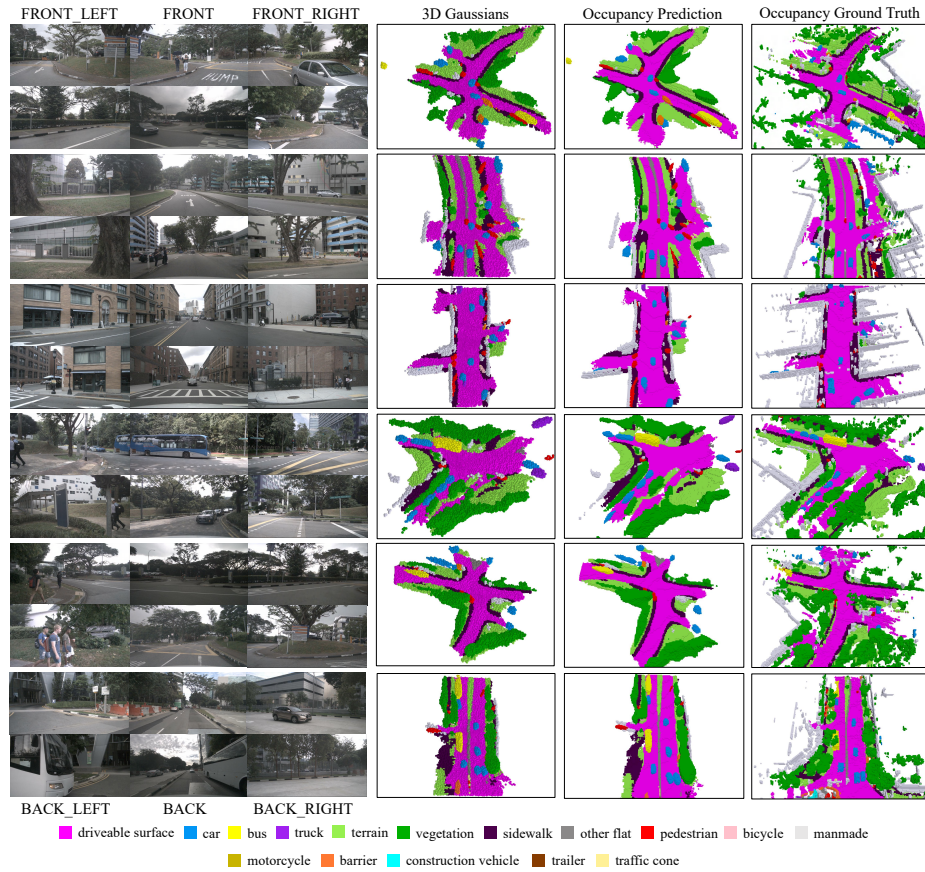 FRONT_LEFT FRONT FRONT_RIGHT 3D Gaussians Occupancy Prediction Occupancy Ground Truth
HUMP
BACK_LEFT BACK BACK_RIGHT
driveable surface car bus truck terrain vegetation sidewalk other flat pedestrian bicycle manmade
motorcycle barrier construction vehicle trailer traffic cone